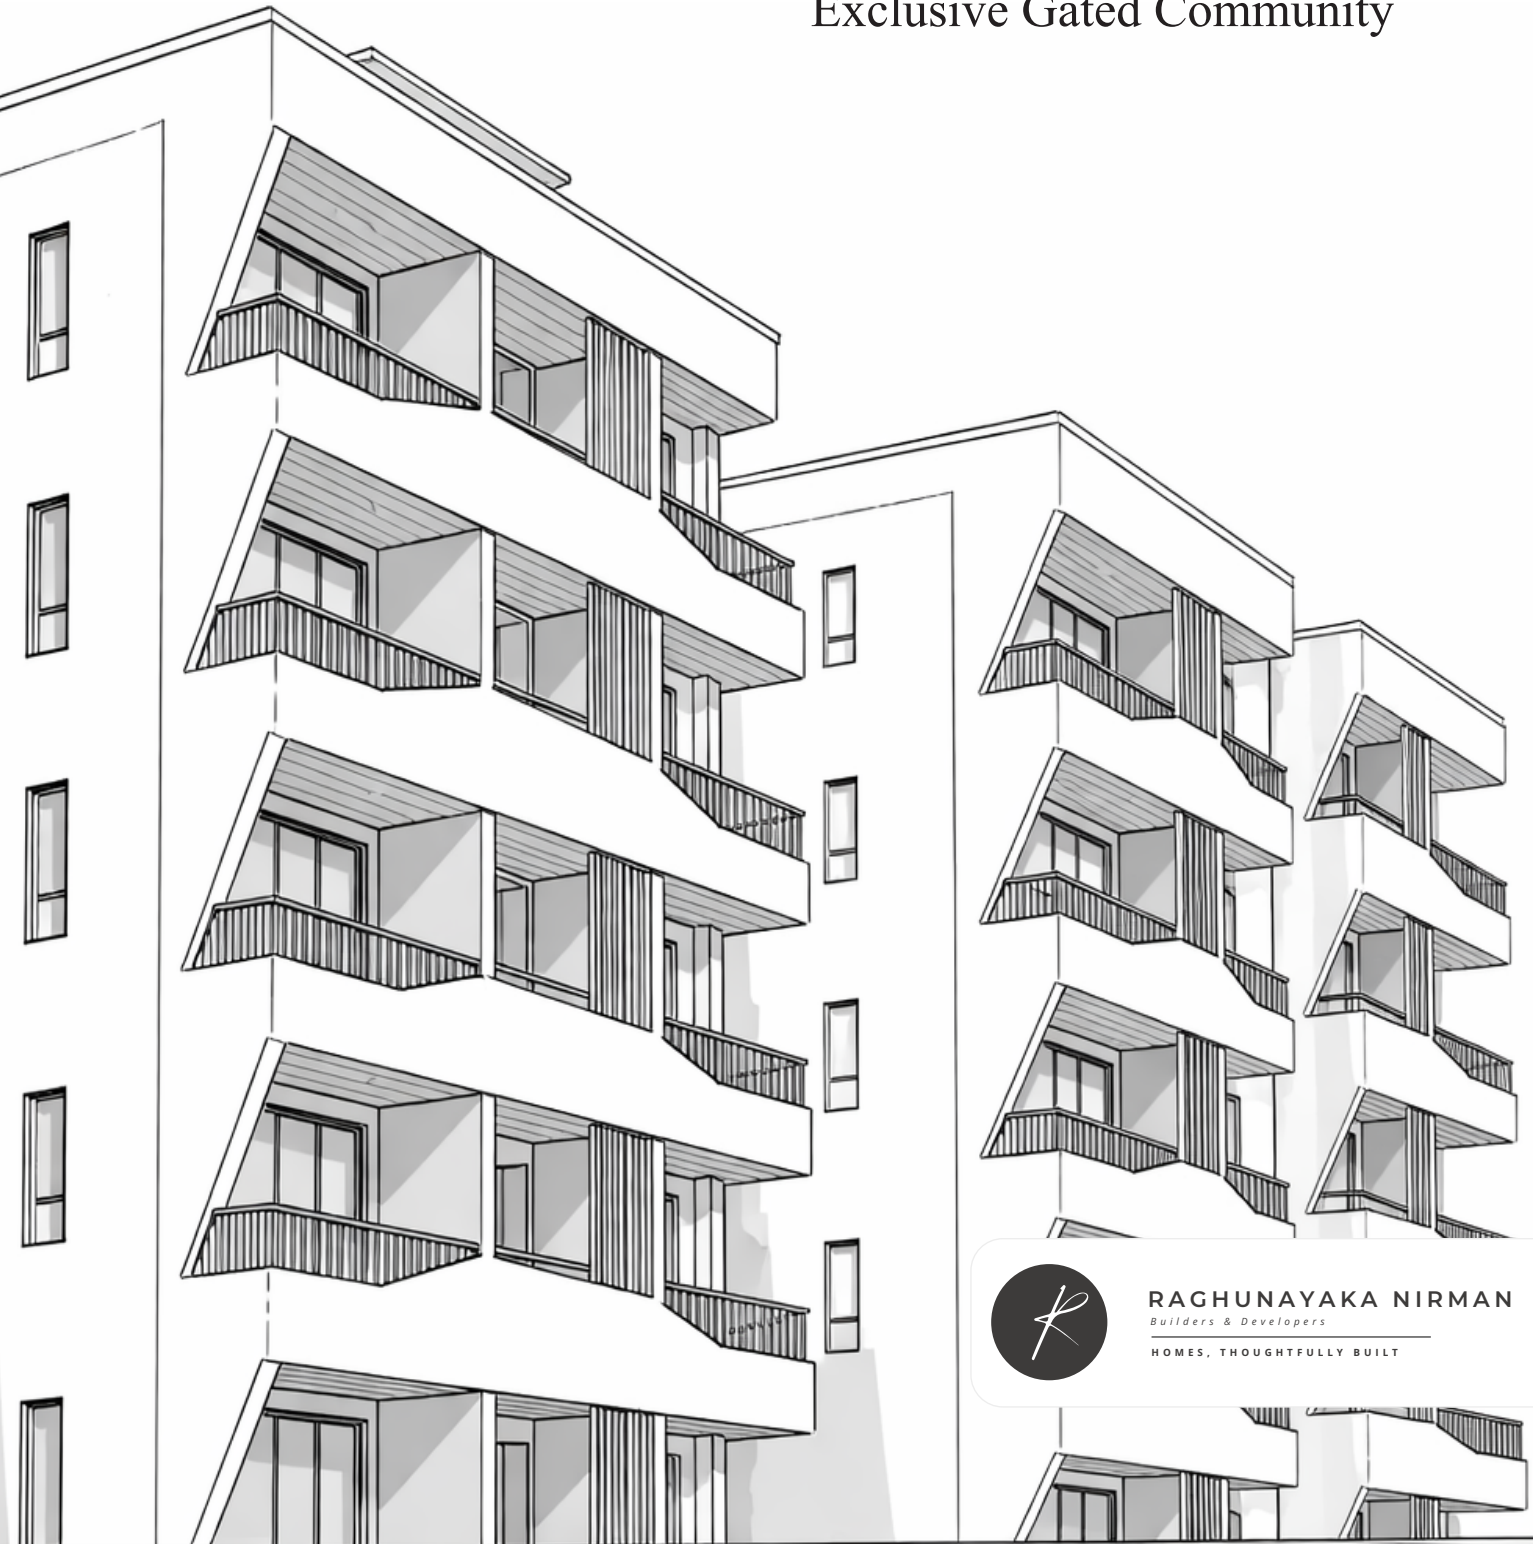 Exclusive Gated Community
RAGHUNAYAKA NIRMAN
Builders & Developers
HOMES, THOUGHTFULLY BUILT